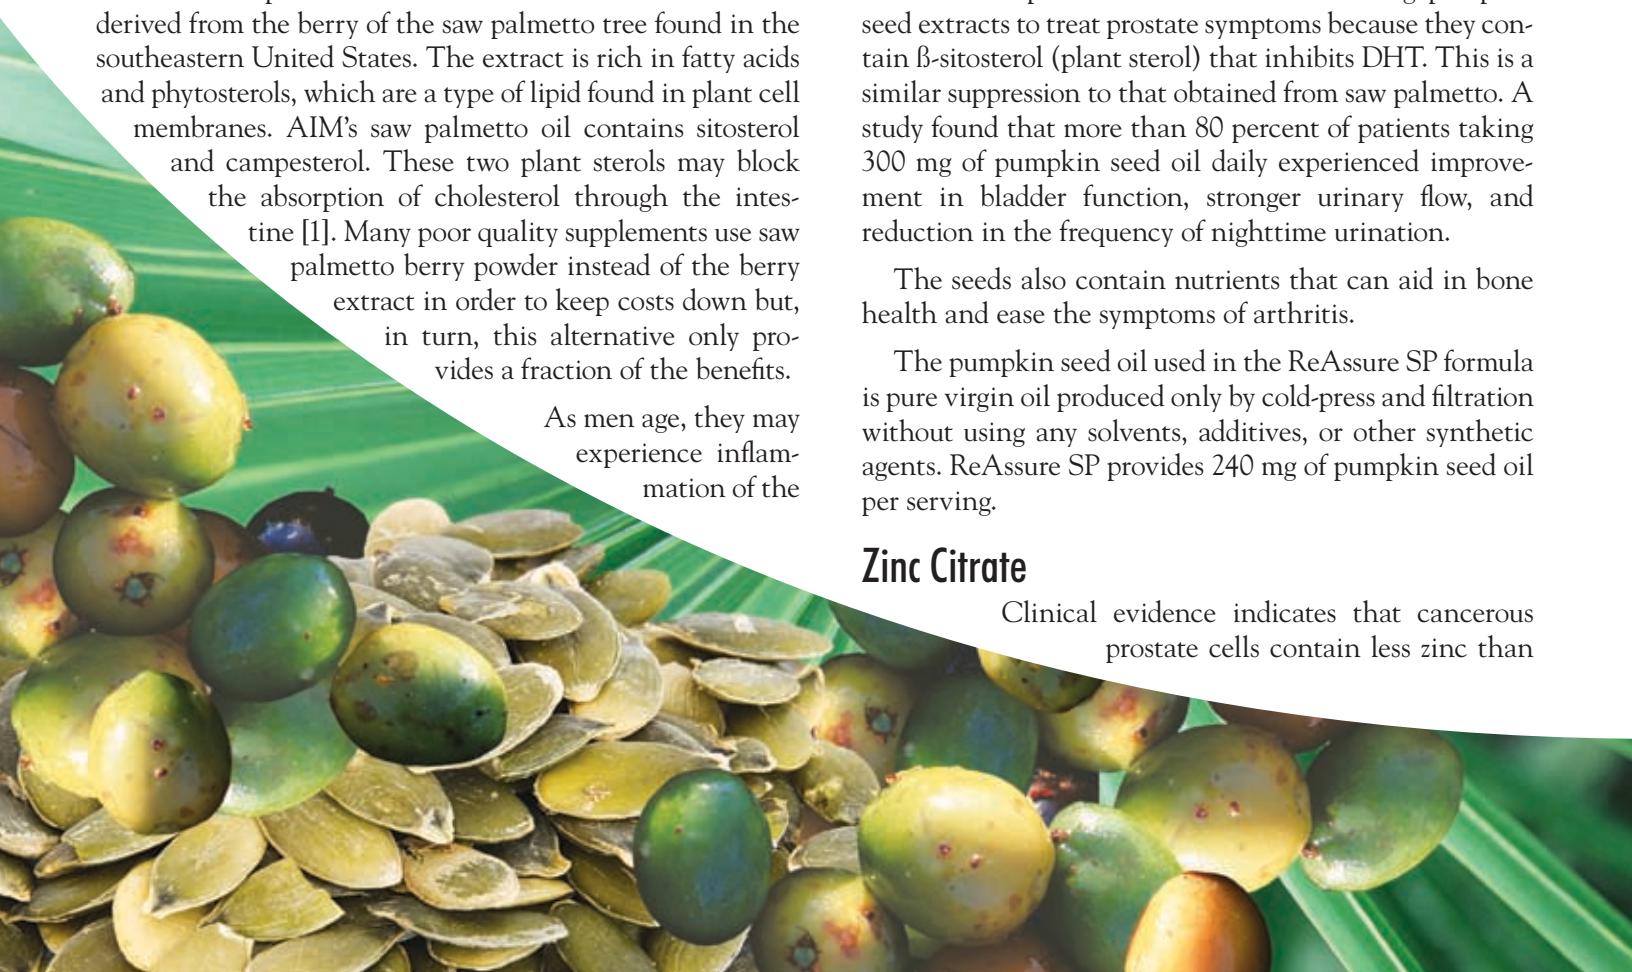 derived from the berry of the saw palmetto tree found in the
southeastern United States. The extract is rich in fatty acids
and phytosterols, which are a type of lipid found in plant cell
membranes. AIM's saw palmetto oil contains sitosterol
and campesterol. These two plant sterols may block
the absorption of cholesterol through the intes-
tine [1]. Many poor quality supplements use saw
palmetto berry powder instead of the berry
extract in order to keep costs down but,
in turn, this alternative only pro-
vides a fraction of the benefits.
As men age, they may
experience inflam-
mation of the
seed extracts to treat prostate symptoms because they con-
tain ß-sitosterol (plant sterol) that inhibits DHT. This is a
similar suppression to that obtained from saw palmetto. A
study found that more than 80 percent of patients taking
300 mg of pumpkin seed oil daily experienced improve-
ment in bladder function, stronger urinary flow, and
reduction in the frequency of nighttime urination.
The seeds also contain nutrients that can aid in bone
health and ease the symptoms of arthritis.
The pumpkin seed oil used in the ReAssure SP formula
is pure virgin oil produced only by cold-press and filtration
without using any solvents, additives, or other synthetic
agents. ReAssure SP provides 240 mg of pumpkin seed oil
per serving.
Zinc Citrate
Clinical evidence indicates that cancerous
prostate cells contain less zinc than